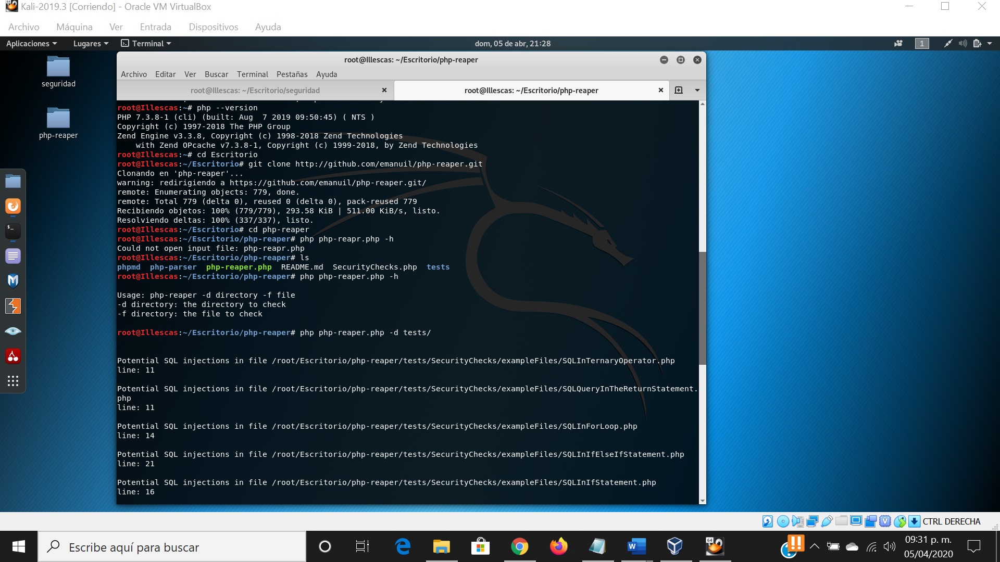 Kali-2019.3 [Corriendo] - Oracle VM VirtualBox
Archivo Máquina Ver Entrada Dispositivos Ayuda
Aplicaciones Lugares Terminal dom, 05 de abr, 21:28 1
seguridad
php-reaper
root@Illescas: ~/Escritorio/php-reaper
Archivo Editar Ver Buscar Terminal Pestañas Ayuda
root@Illescas: ~/Escritorio/seguridad root@Illescas: ~/Escritorio/php-reaper
root@Illescas:~# php --version
PHP 7.3.8-1 (cli) (built: Aug  7 2019 09:50:45) ( NTS )
Copyright (c) 1997-2018 The PHP Group
Zend Engine v3.3.8, Copyright (c) 1998-2018 Zend Technologies
    with Zend OPcache v7.3.8-1, Copyright (c) 1999-2018, by Zend Technologies
root@Illescas:~# cd Escritorio
root@Illescas:~/Escritorio# git clone http://github.com/emanuil/php-reaper.git
Clonando en 'php-reaper'...
warning: redirigiendo a https://github.com/emanuil/php-reaper.git/
remote: Enumerating objects: 779, done.
remote: Total 779 (delta 0), reused 0 (delta 0), pack-reused 779
Recibiendo objetos: 100% (779/779), 293.58 KiB | 511.00 KiB/s, listo.
Resolviendo deltas: 100% (337/337), listo.
root@Illescas:~/Escritorio# cd php-reaper
root@Illescas:~/Escritorio/php-reaper# php php-reapr.php -h
Could not open input file: php-reapr.php
root@Illescas:~/Escritorio/php-reaper# ls
phpmd  php-parser  php-reaper.php  README.md  SecurityChecks.php  tests
root@Illescas:~/Escritorio/php-reaper# php php-reaper.php -h
Usage: php-reaper -d directory -f file
-d directory: the directory to check
-f directory: the file to check
root@Illescas:~/Escritorio/php-reaper# php php-reaper.php -d tests/
Potential SQL injections in file /root/Escritorio/php-reaper/tests/SecurityChecks/exampleFiles/SQLInTernaryOperator.php
line: 11
Potential SQL injections in file /root/Escritorio/php-reaper/tests/SecurityChecks/exampleFiles/SQLQueryInTheReturnStatement.
php
line: 11
Potential SQL injections in file /root/Escritorio/php-reaper/tests/SecurityChecks/exampleFiles/SQLInForLoop.php
line: 14
Potential SQL injections in file /root/Escritorio/php-reaper/tests/SecurityChecks/exampleFiles/SQLInIfElseIfStatement.php
line: 21
Potential SQL injections in file /root/Escritorio/php-reaper/tests/SecurityChecks/exampleFiles/SQLInIfStatement.php
line: 16
CTRL DERECHA
Escribe aquí para buscar
09:31 p. m.
05/04/2020